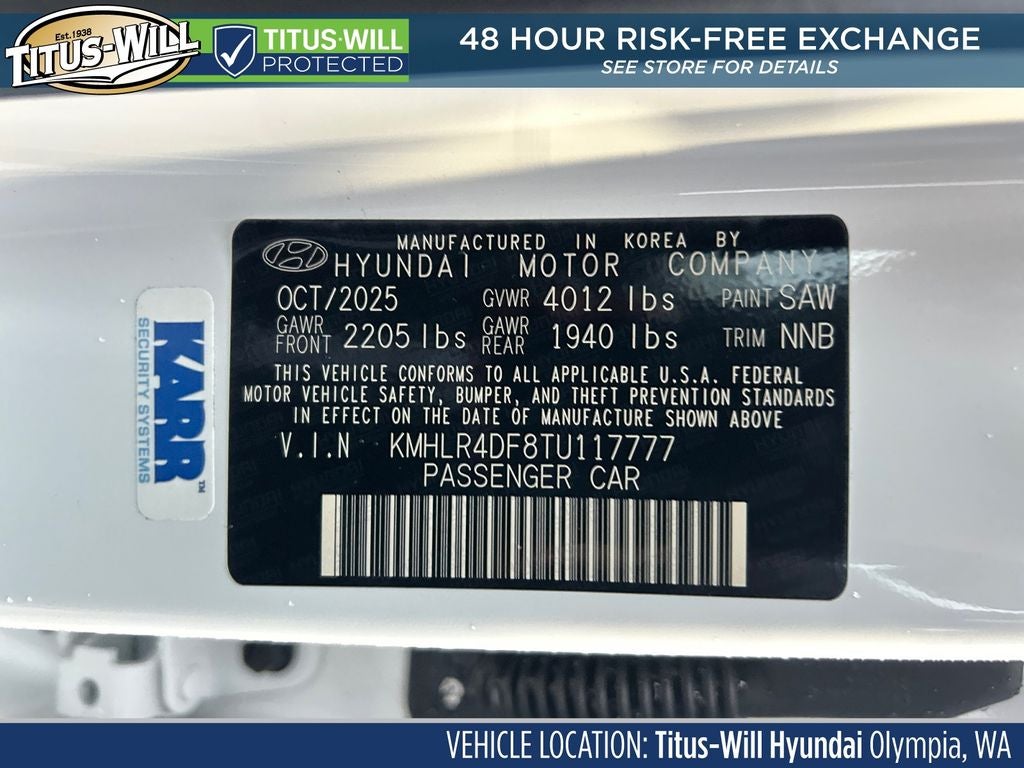 Est. 1938
TITUS-WILL
TITUS-WILL
PROTECTED
48 HOUR RISK-FREE EXCHANGE
SEE STORE FOR DETAILS
MANUFACTURED IN KOREA BY
HYUNDAI MOTOR COMPANY
OCT/2025 GVWR 4012 lbs PAINT SAW
GAWR FRONT 2205 lbs GAWR REAR 1940 lbs TRIM NNB
THIS VEHICLE CONFORMS TO ALL APPLICABLE U.S.A. FEDERAL
MOTOR VEHICLE SAFETY, BUMPER, AND THEFT PREVENTION STANDARDS
IN EFFECT ON THE DATE OF MANUFACTURE SHOWN ABOVE
V.I.N KMHLR4DF8TU117777
PASSENGER CAR
KARR™
SECURITY SYSTEMS
VEHICLE LOCATION: Titus-Will Hyundai Olympia, WA